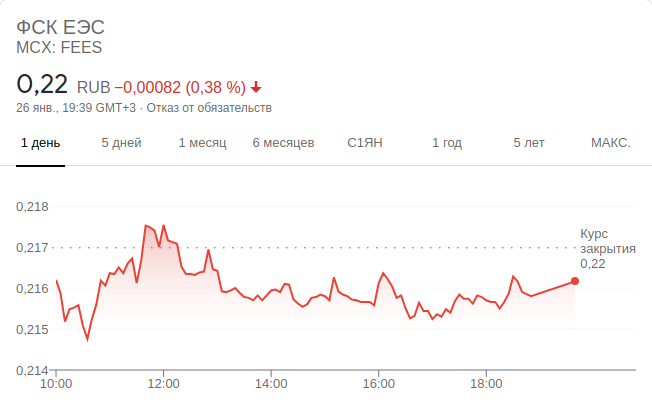 ФСК ЕЭС
MCX: FEES
0,22 RUB −0,00082 (0,38 %)
26 янв., 19:39 GMT+3 · Отказ от обязательств
1 день 5 дней 1 месяц 6 месяцев С1ЯН 1 год 5 лет МАКС.
0,218
0,217
0,216
0,215
0,214
Курс
закрытия
0,22
10:00 12:00 14:00 16:00 18:00